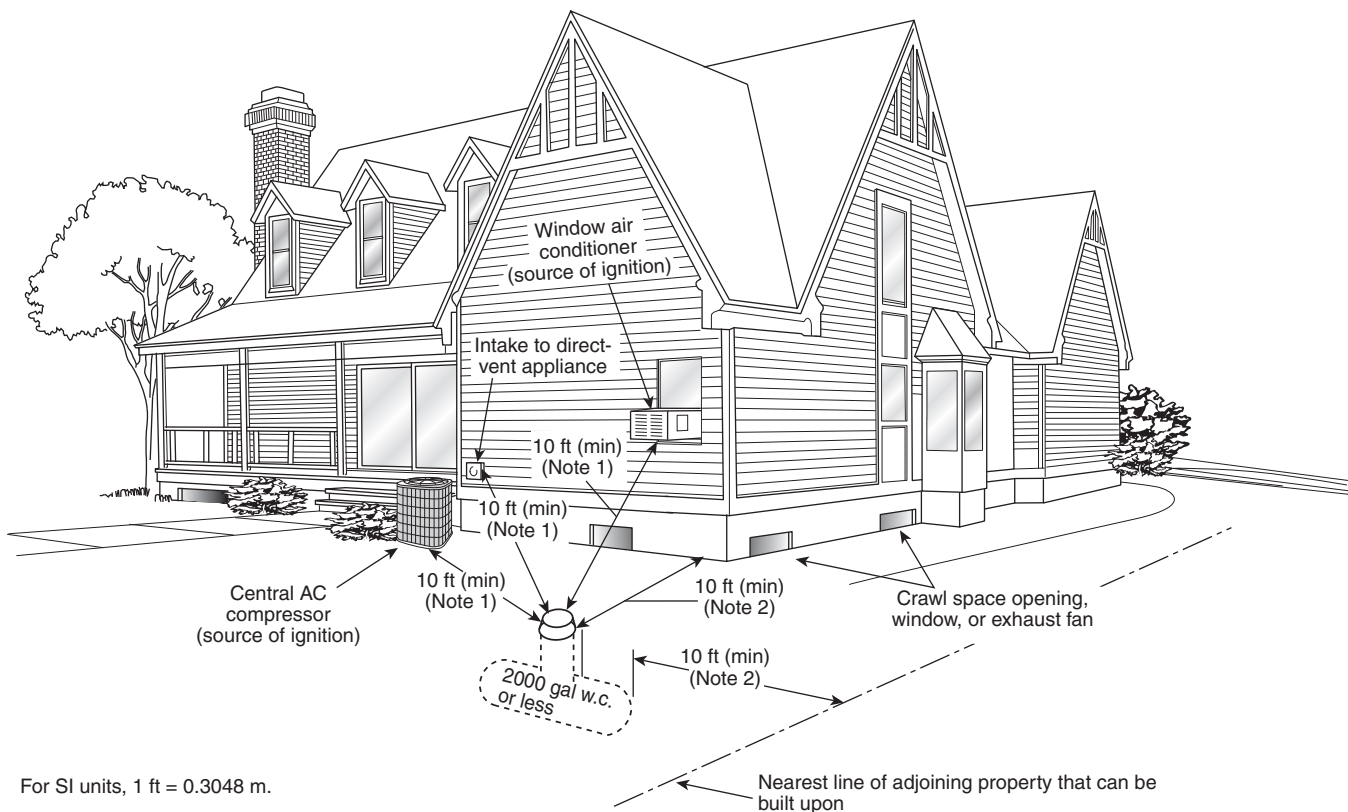 Window air
conditioner
(source of ignition)
Intake to direct-
vent appliance
10 ft (min)
(Note 1)
10 ft (min)
(Note 1)
Central AC
compressor
(source of ignition)
10 ft (min)
(Note 1)
10 ft (min)
(Note 2)
Crawl space opening,
window, or exhaust fan
10 ft (min)
(Note 2)
2000 gal w.c.
or less
For SI units, 1 ft = 0.3048 m.
Nearest line of adjoining property that can be
built upon